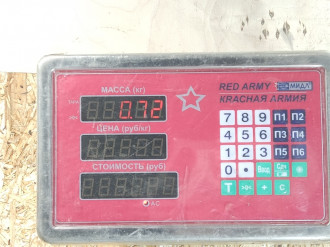 МАССА (кг)
0.72
ЦЕНА (руб/кг)
СТОИМОСТЬ (руб)
AC
RED ARMY МИДЛ
КРАСНАЯ АРМИЯ
7 8 9 П1 П2
4 5 6 П3 П4
1 2 3 П5 П6
0 .
T + C